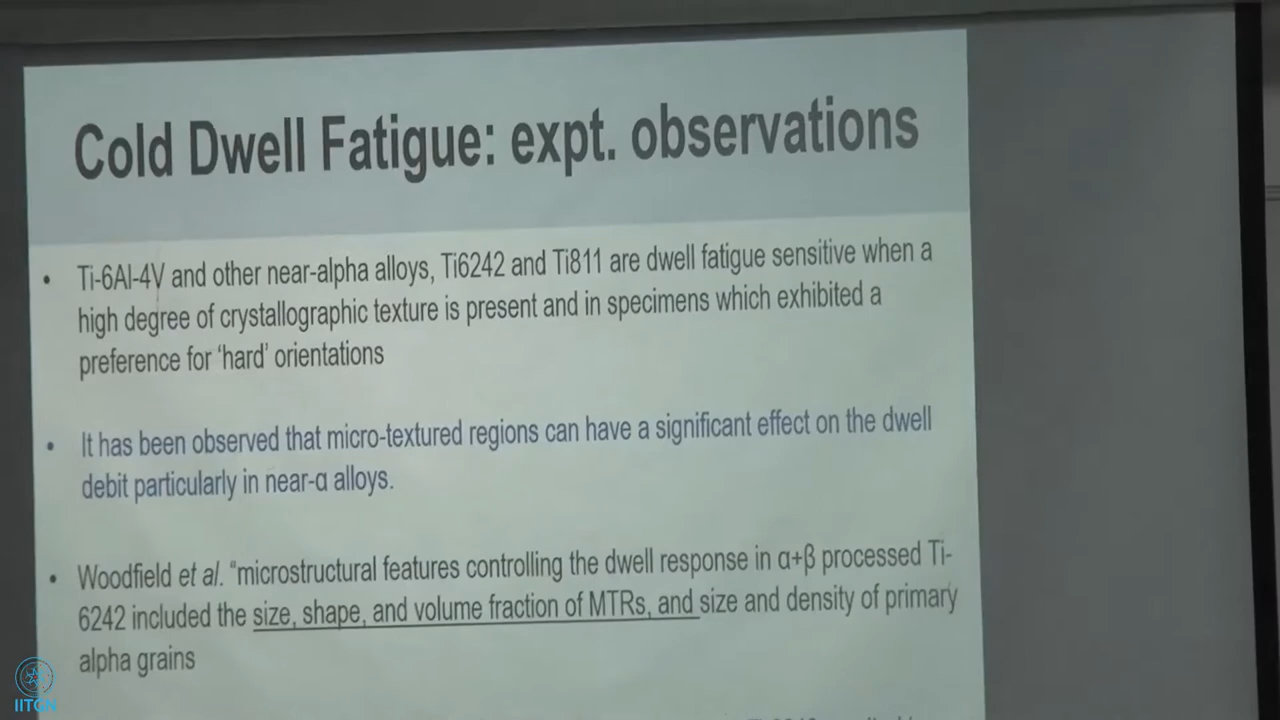 Cold Dwell Fatigue: expt. observations
• Ti-6Al-4V and other near-alpha alloys, Ti6242 and Ti811 are dwell fatigue sensitive when a
high degree of crystallographic texture is present and in specimens which exhibited a
preference for ‘hard’ orientations
• It has been observed that micro-textured regions can have a significant effect on the dwell
debit particularly in near-α alloys.
• Woodfield et al. “microstructural features controlling the dwell response in α+β processed Ti-
6242 included the size, shape, and volume fraction of MTRs, and size and density of primary
alpha grains
IITGN